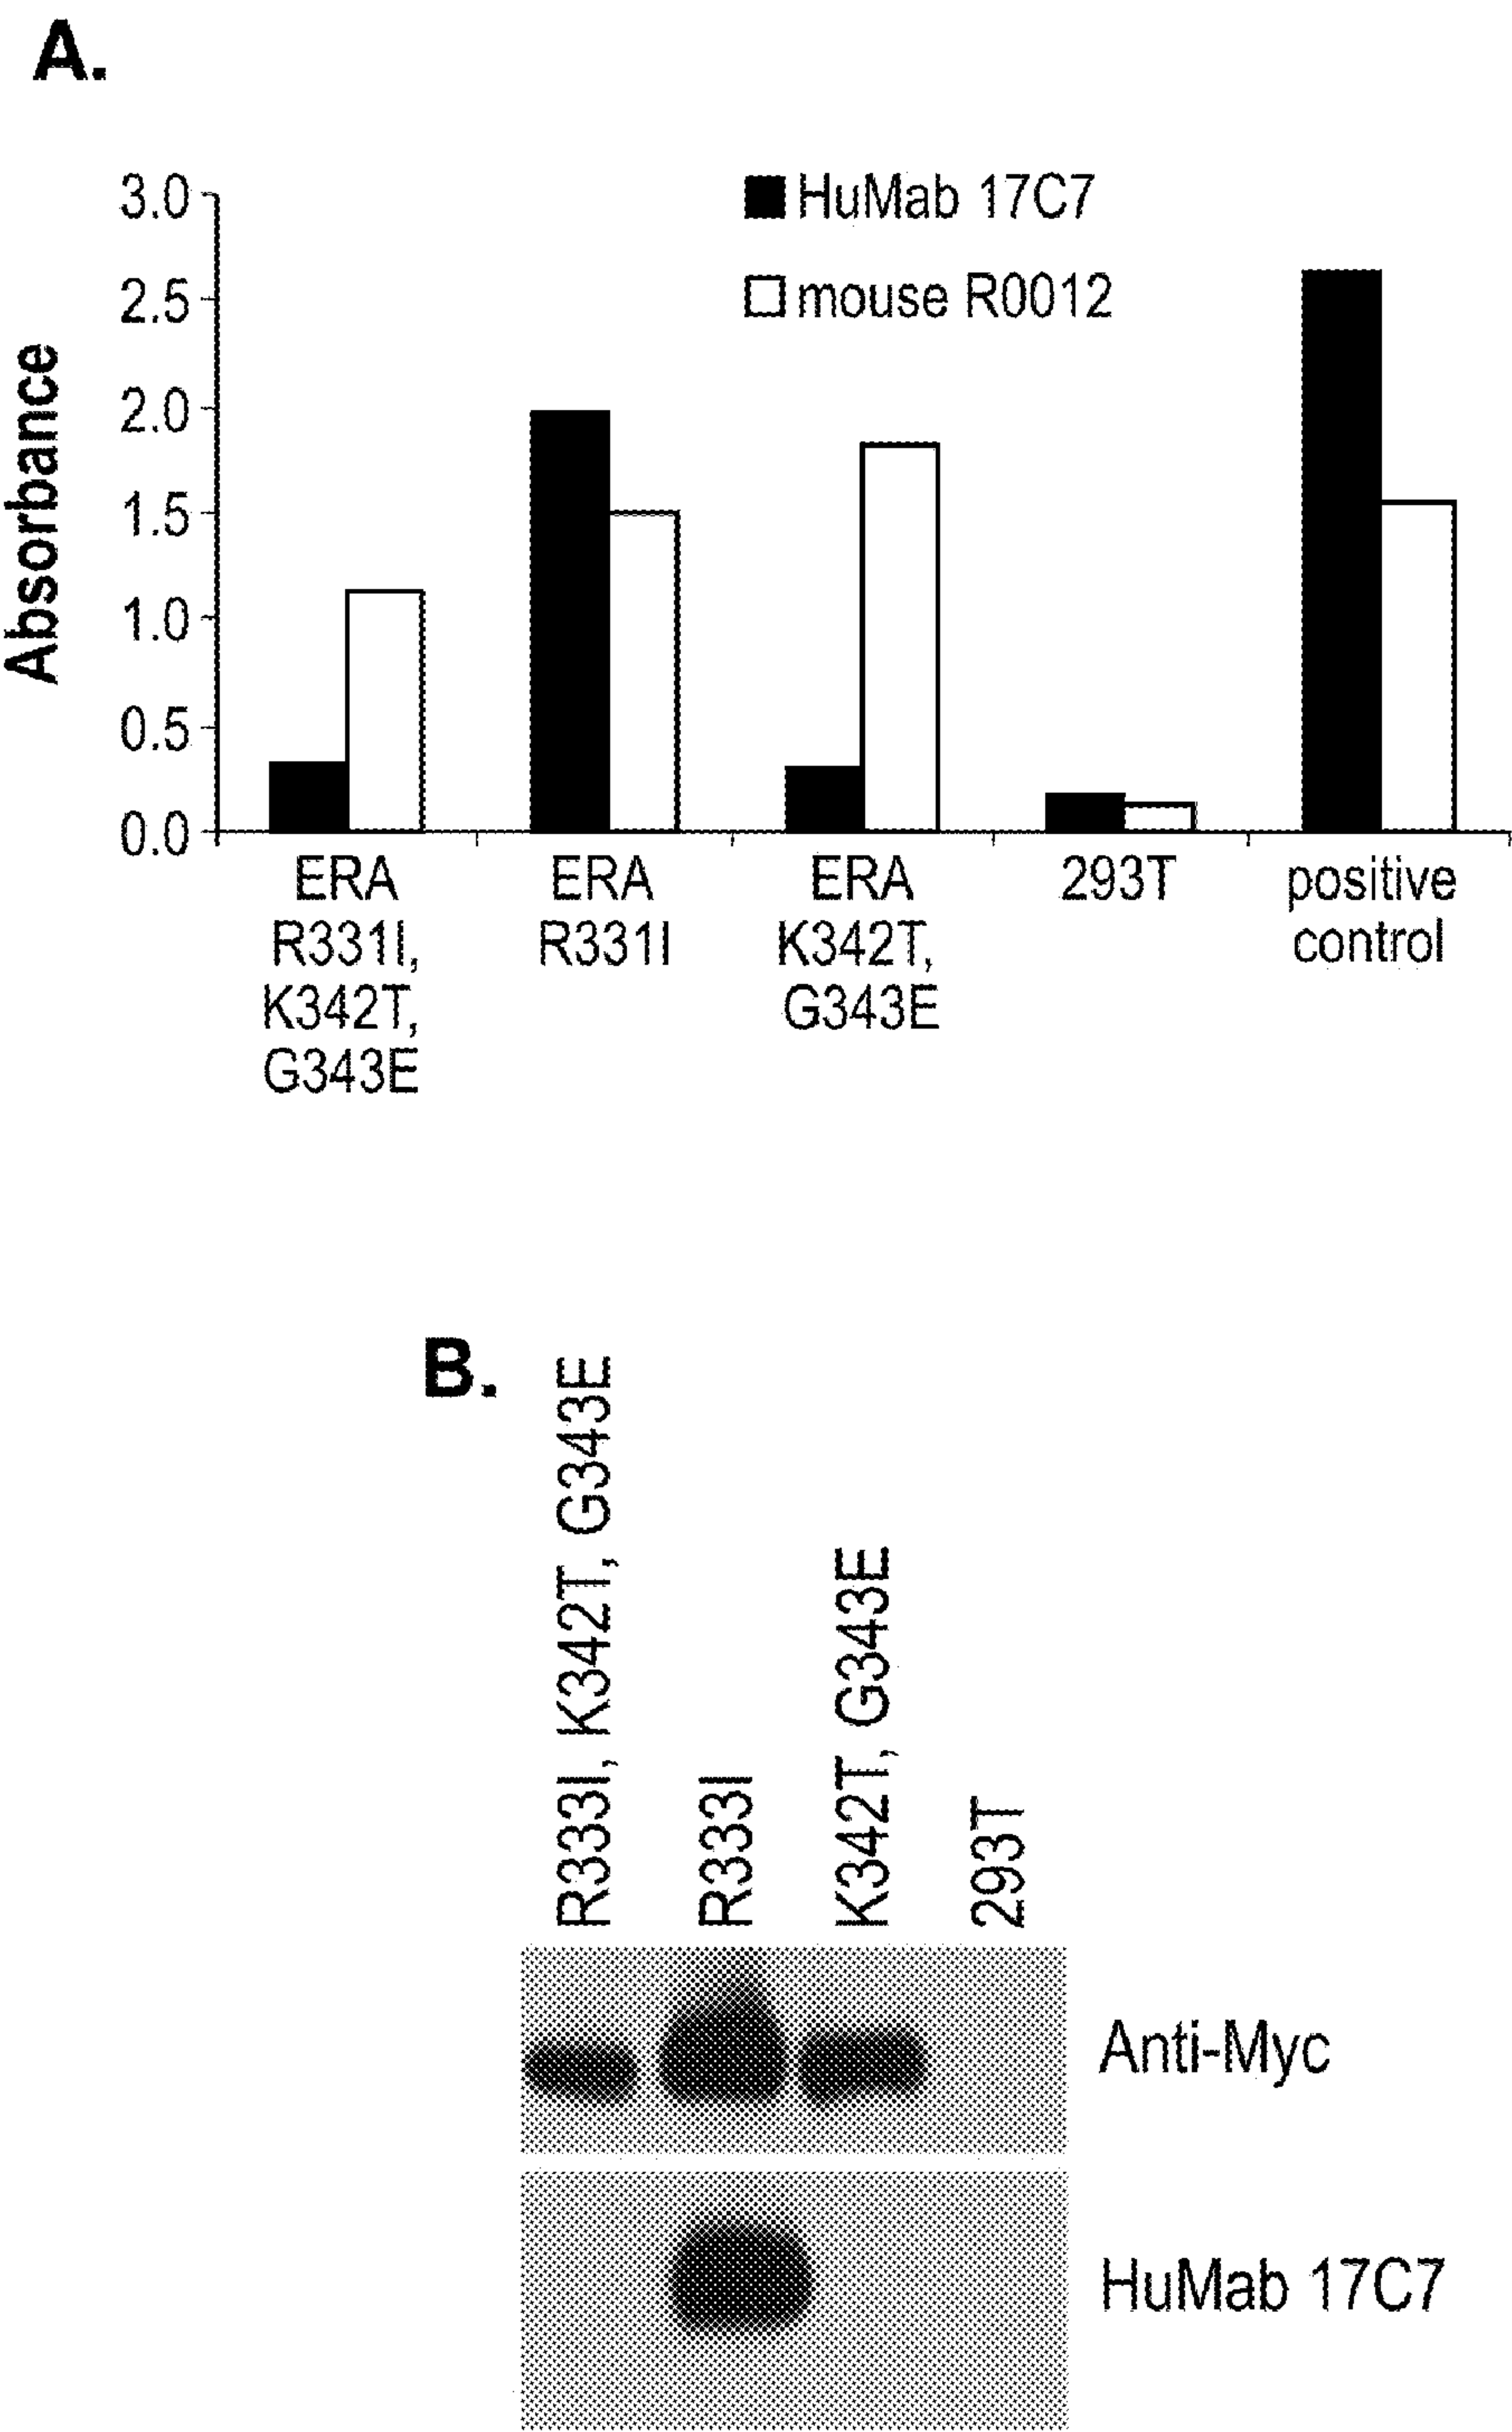 A.
3.0
2.5
2.0
1.5
1.0
0.5
0.0
Absorbance
HuMab 17C7
mouse R0012
ERA
R331I,
K342T,
G343E
ERA
R331I
ERA
K342T,
G343E
293T
positive
control
B.
R333I, K342T, G343E
R333I
K342T, G343E
293T
Anti-Myc
HuMab 17C7